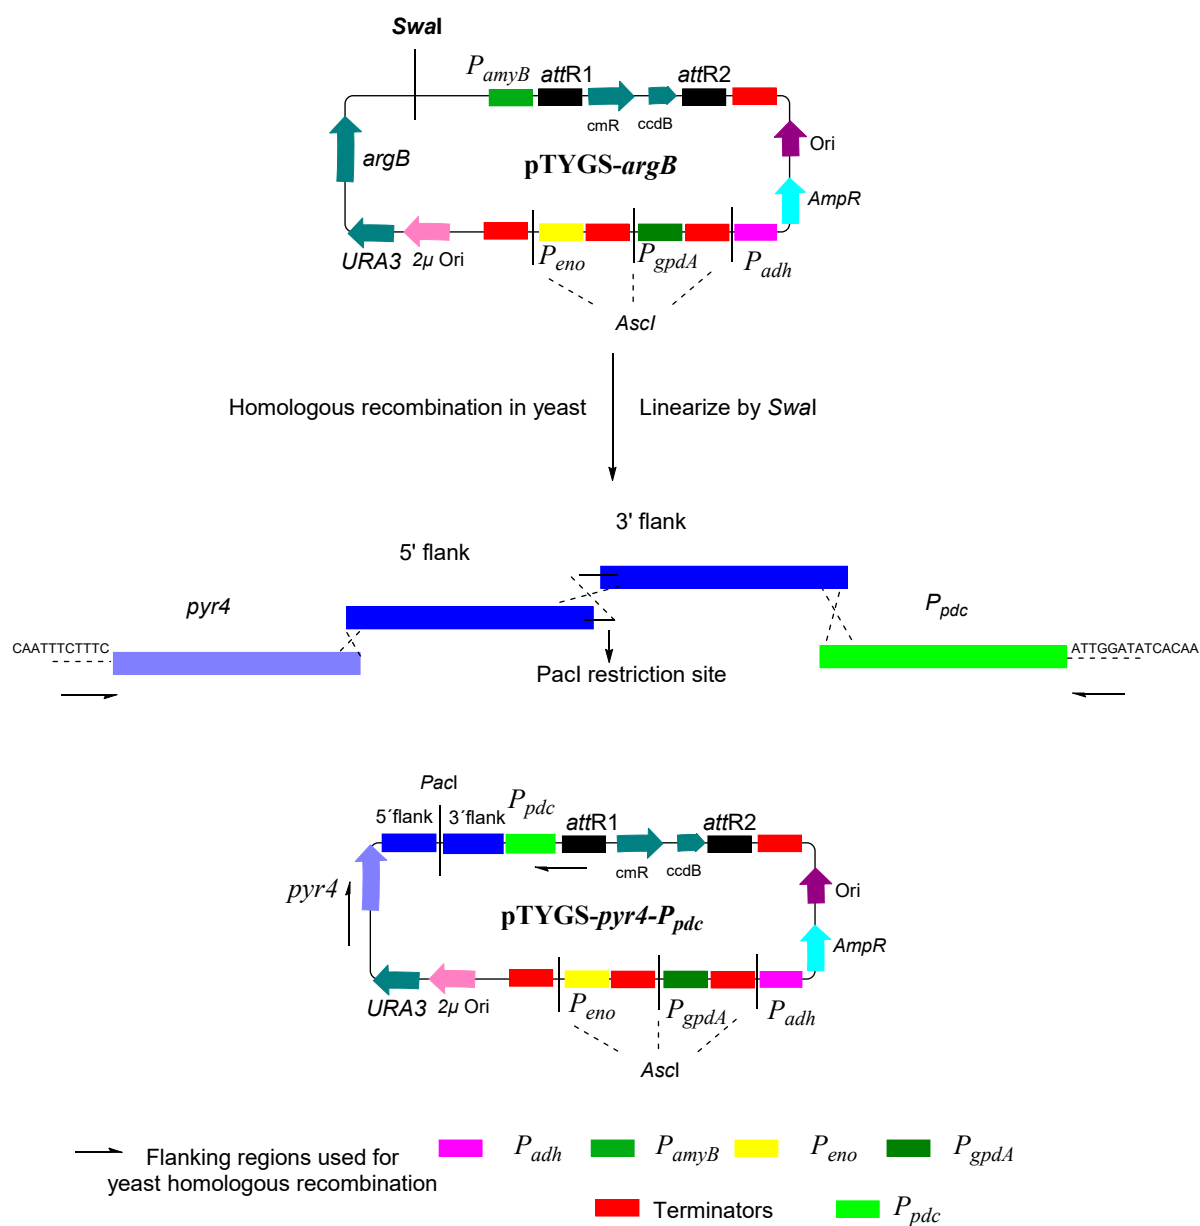 SwaI
PamyB
attR1
attR2
cmR
ccdB
argB
pTYGS-argB
Ori
AmpR
URA3
2µ Ori
Peno
PgpdA
Padh
AscI
Homologous recombination in yeast
Linearize by SwaI
3' flank
5' flank
pyr4
Ppdc
CAATTTCTTTC
ATTGGATATCACAA
PacI restriction site
PacI
5´flank
3´flank
Ppdc
attR1
attR2
cmR
ccdB
pyr4
pTYGS-pyr4-Ppdc
Ori
AmpR
URA3
2µ Ori
Peno
PgpdA
Padh
AscI
Flanking regions used for
yeast homologous recombination
Padh
PamyB
Peno
PgpdA
Terminators
Ppdc